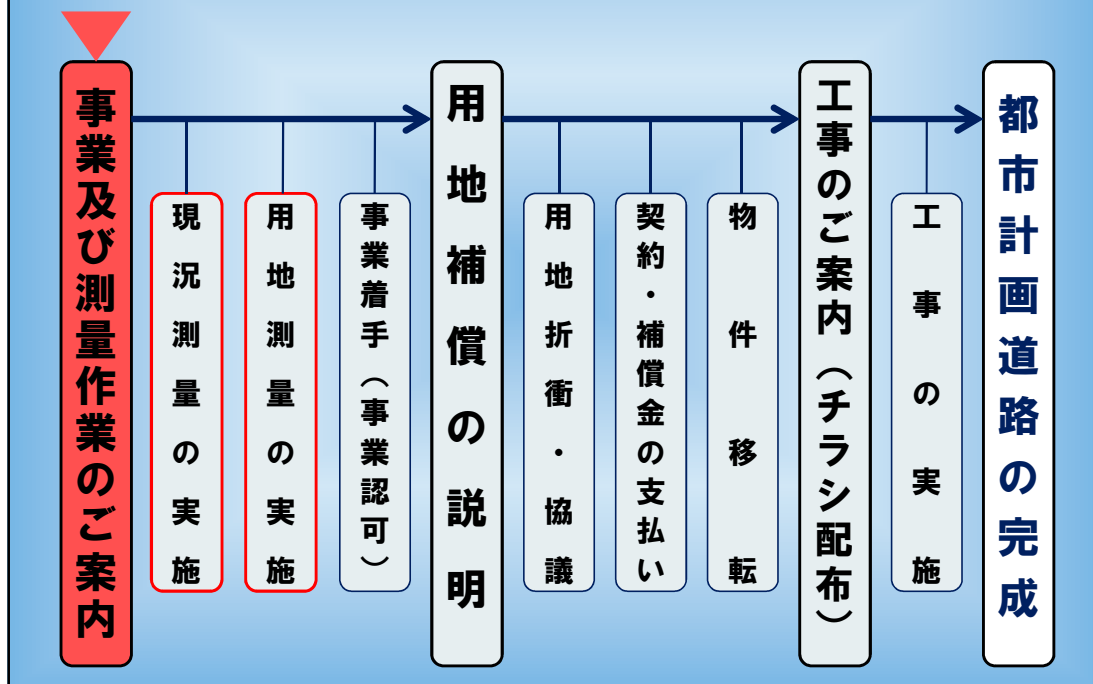 事業及び測量作業のご案内
現況測量の実施
用地測量の実施
事業着手（事業認可）
用地補償の説明
用地折衝・協議
契約・補償金の支払い
物件移転
工事のご案内（チラシ配布）
工事の実施
都市計画道路の完成